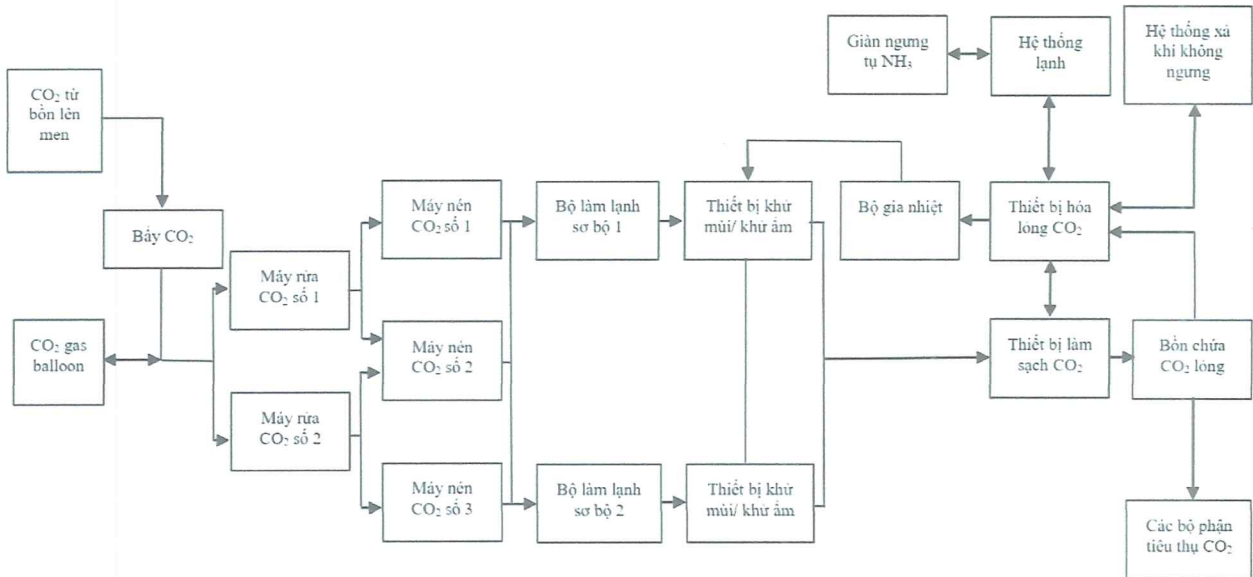 CO₂ từ
bồn lên
men
Bẫy CO₂
CO₂ gas
balloon
Máy rửa
CO₂ số 1
Máy rửa
CO₂ số 2
Máy nén
CO₂ số 1
Máy nén
CO₂ số 2
Máy nén
CO₂ số 3
Bộ làm lạnh
sơ bộ 1
Bộ làm lạnh
sơ bộ 2
Thiết bị khử
mùi/ khử ẩm
Thiết bị khử
mùi/ khử ẩm
Bộ gia nhiệt
Giàn ngưng
tụ NH₃
Hệ thống
lạnh
Hệ thống xả
khí không
ngưng
Thiết bị hóa
lỏng CO₂
Thiết bị làm
sạch CO₂
Bồn chứa
CO₂ lỏng
Các bộ phận
tiêu thụ CO₂